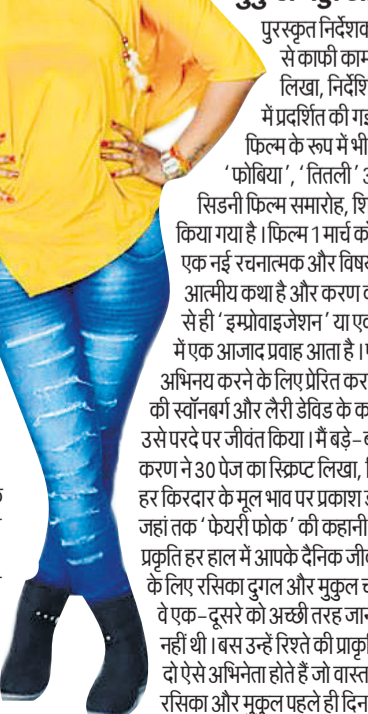 पुरस्कृत निर्देशक
से काफी काम
लिखा, निर्देशि
में प्रदर्शित की गइ
फिल्म के रूप में भी
'फोबिया', 'तितली'
सिडनी फिल्म समारोह, शि
किया गया है। फिल्म 1 मार्च को
एक नई रचनात्मक और विषय
आत्मीय कथा है और करण
से ही 'इम्प्रोवाइजेशन' या एक
में एक आजाद प्रवाह आता है।
अभिनय करने के लिए प्रेरित कर
की स्वॉनबर्ग और लैरी डेविड के
उसे परदे पर जीवंत किया। मैं बड़े-ब
करण ने 30 पेज का स्क्रिप्ट लिखा,
हर किरदार के मूल भाव पर प्रकाश
जहां तक 'फेयरी फोक' की कहानी
प्रकृति हर हाल में आपके दैनिक जीव
के लिए रसिका दुगल और मुकुल
वे एक-दूसरे को अच्छी तरह जान
नहीं थी। बस उन्हें रिश्ते की प्राकृ
दो ऐसे अभिनेता होते हैं जो वास्त
रसिका और मुकुल पहले ही दिन